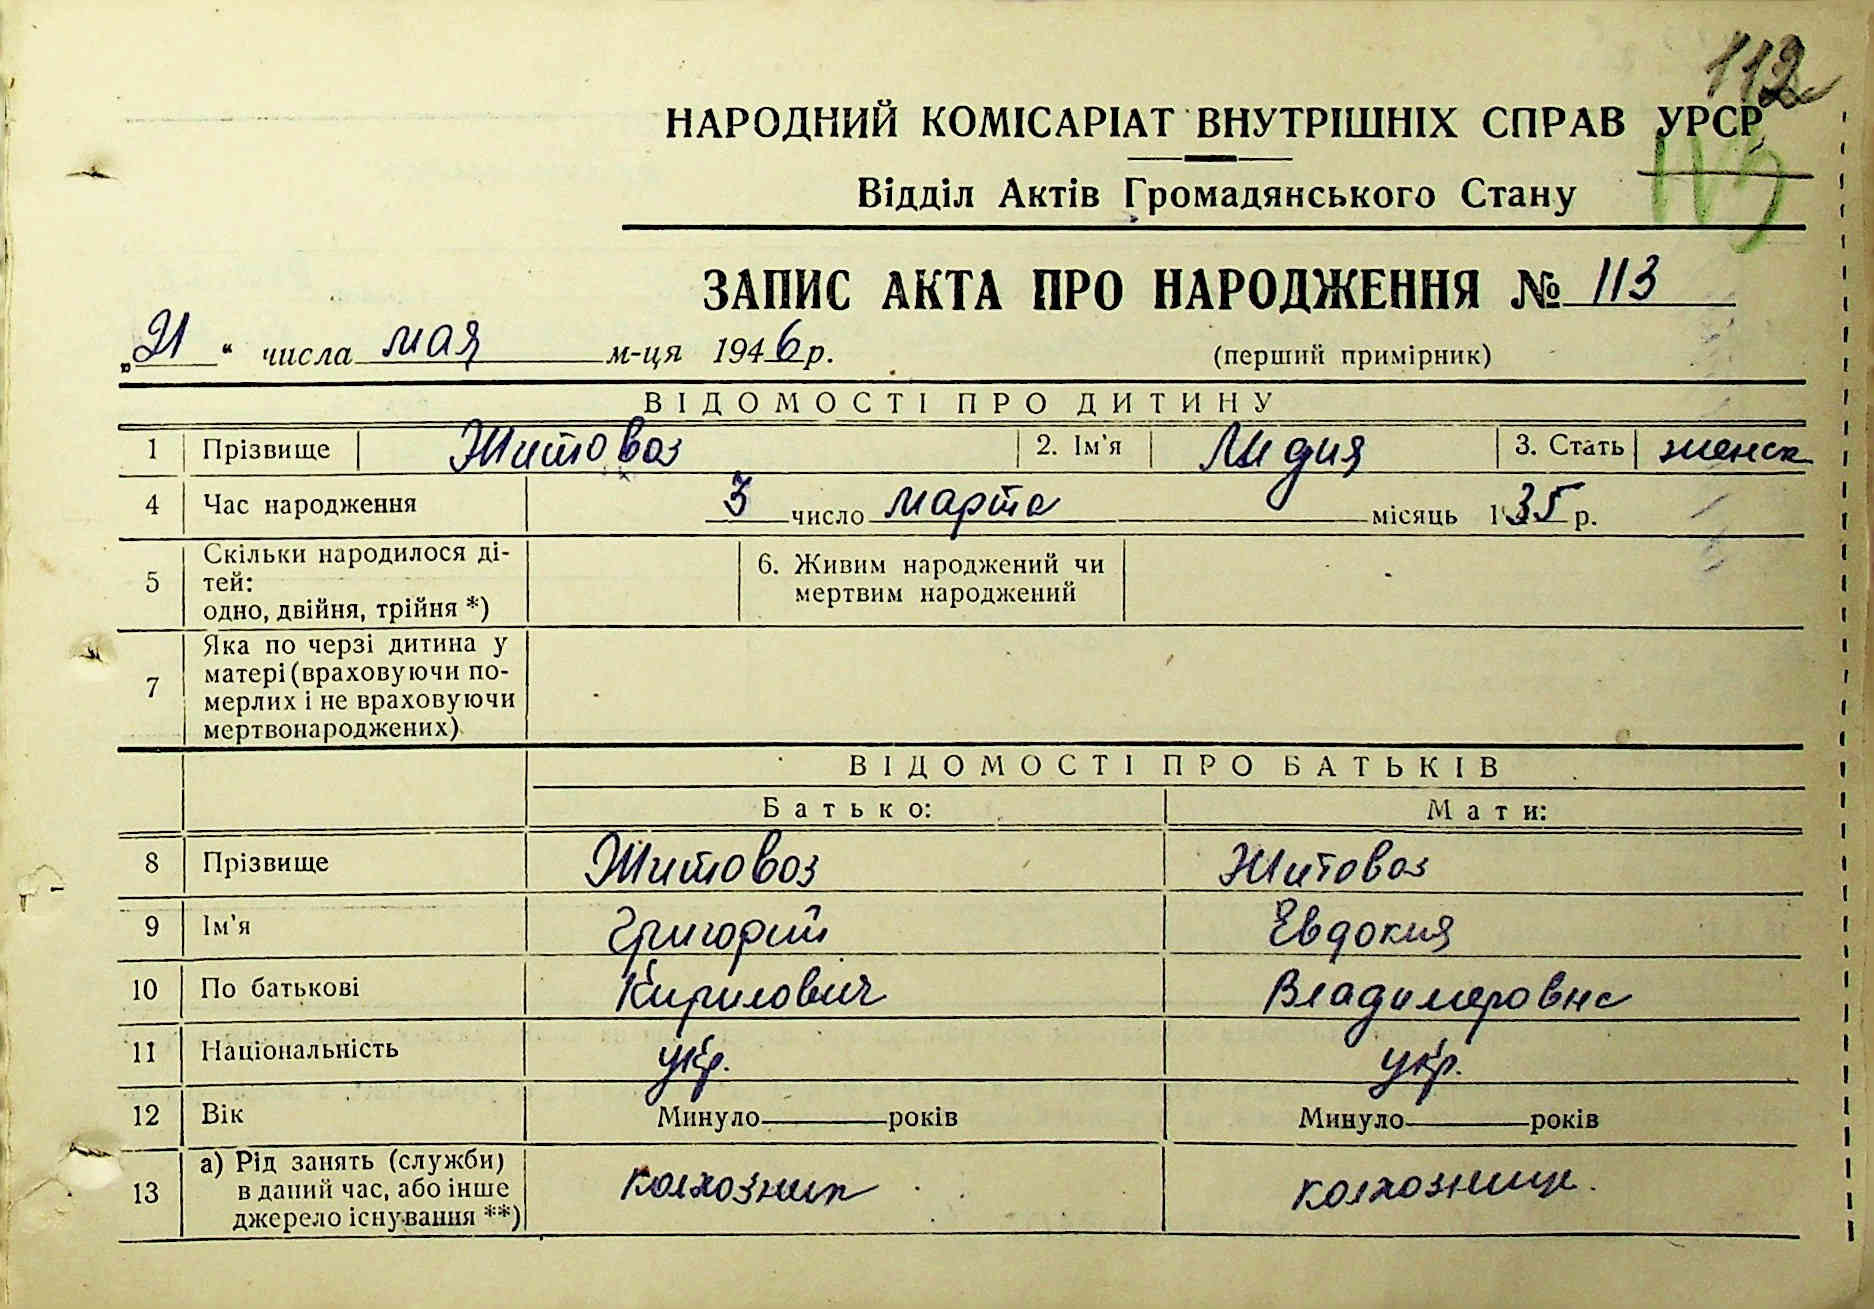 112
НАРОДНИЙ КОМІСАРІАТ ВНУТРІШНІХ СПРАВ УРСР
113
Відділ Актів Громадянського Стану
ЗАПИС АКТА ПРО НАРОДЖЕННЯ № 113
„21“ числа мая м-ця 1946 р. (перший примірник)
ВІДОМОСТІ ПРО ДИТИНУ
1 Прізвище Житовоз 2. Ім'я Лидия 3. Стать женск
4 Час народження 3 число марта місяць 1935 р.
5 Скільки народилося ді-
тей:
одно, двійня, трійня *)
6. Живим народжений чи
мертвим народжений
7 Яка по черзі дитина у
матері (враховуючи по-
мерлих і не враховуючи
мертвонароджених)
ВІДОМОСТІ ПРО БАТЬКІВ
Батько: Мати:
8 Прізвище Житовоз Житовоз
9 Ім'я Григорий Евдокия
10 По батькові Кирилович Владимеровна
11 Національність укр. укр.
12 Вік Минуло років Минуло років
13 а) Рід занять (служби)
в даний час, або інше
джерело існування **)
колхозник колхозница.